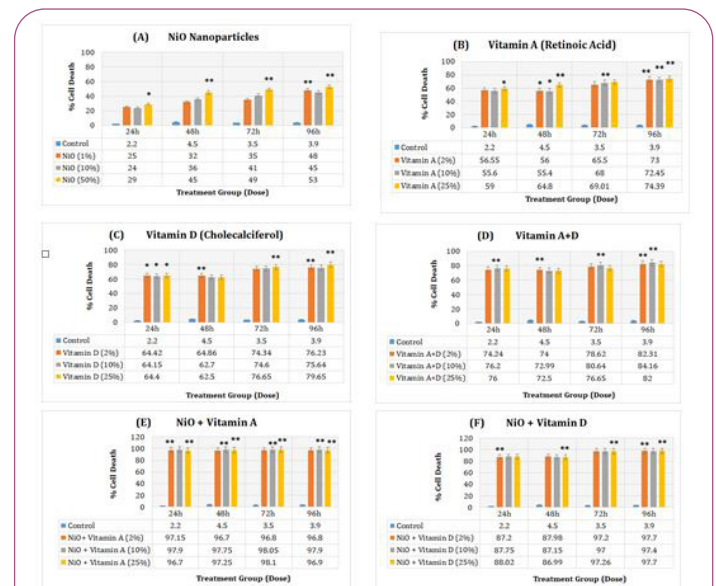 (A) NiO Nanoparticles
% Cell Death
100
80
60
40
20
0
* ** ** ** **
24h 48h 72h 96h
Control 2.2 4.5 3.5 3.9
NiO (1%) 25 32 35 48
NiO (10%) 24 36 41 45
NiO (50%) 29 45 49 53
Treatment Group (Dose)
(B) Vitamin A (Retinoic Acid)
% Cell Death
100
80
60
40
20
0
* * * ** ** ** ** **
24h 48h 72h 96h
Control 2.2 4.5 3.5 3.9
Vitamin A (2%) 56.55 56 65.5 73
Vitamin A (10%) 55.6 55.4 68 72.45
Vitamin A (25%) 59 64.8 69.01 74.39
Treatment Group (Dose)
(C) Vitamin D (Cholecalciferol)
% Cell Death
100
80
60
40
20
0
* * * ** ** ** **
24h 48h 72h 96h
Control 2.2 4.5 3.5 3.9
Vitamin D (2%) 64.42 64.86 74.34 76.23
Vitamin D (10%) 64.15 62.7 74.6 75.64
Vitamin D (25%) 64.4 62.5 76.65 79.65
(D) Vitamin A+D
% Cell Death
100
80
60
40
20
0
** ** ** ** **
24h 48h 72h 96h
Control 2.2 4.5 3.5 3.9
Vitamin A+D (2%) 74.24 74 78.62 82.31
Vitamin A+D (10%) 76.2 72.99 80.64 84.16
Vitamin A+D (25%) 76 72.5 76.65 82
(E) NiO + Vitamin A
% Cell Death
120
100
80
60
40
20
0
** ** ** ** ** ** ** **
24h 48h 72h 96h
Control 2.2 4.5 3.5 3.9
NiO+ Vitamin A (2%) 97.15 96.7 96.8 96.8
NiO + Vitamin A (10%) 97.9 97.75 98.05 97.9
NiO + Vitamin A (25%) 96.7 97.25 98.1 96.9
Treatment Group (Dose)
(F) NiO + Vitamin D
% Cell Death
120
100
80
60
40
20
0
** ** ** ** **
24h 48h 72h 96h
Control 2.2 4.5 3.5 3.9
NiO + Vitamin D (2%) 87.2 87.98 97.2 97.7
NiO + Vitamin D (10%) 87.75 87.15 97 97.4
NiO + Vitamin D (25%) 88.02 86.99 97.26 97.7
Treatment Group (Dose)